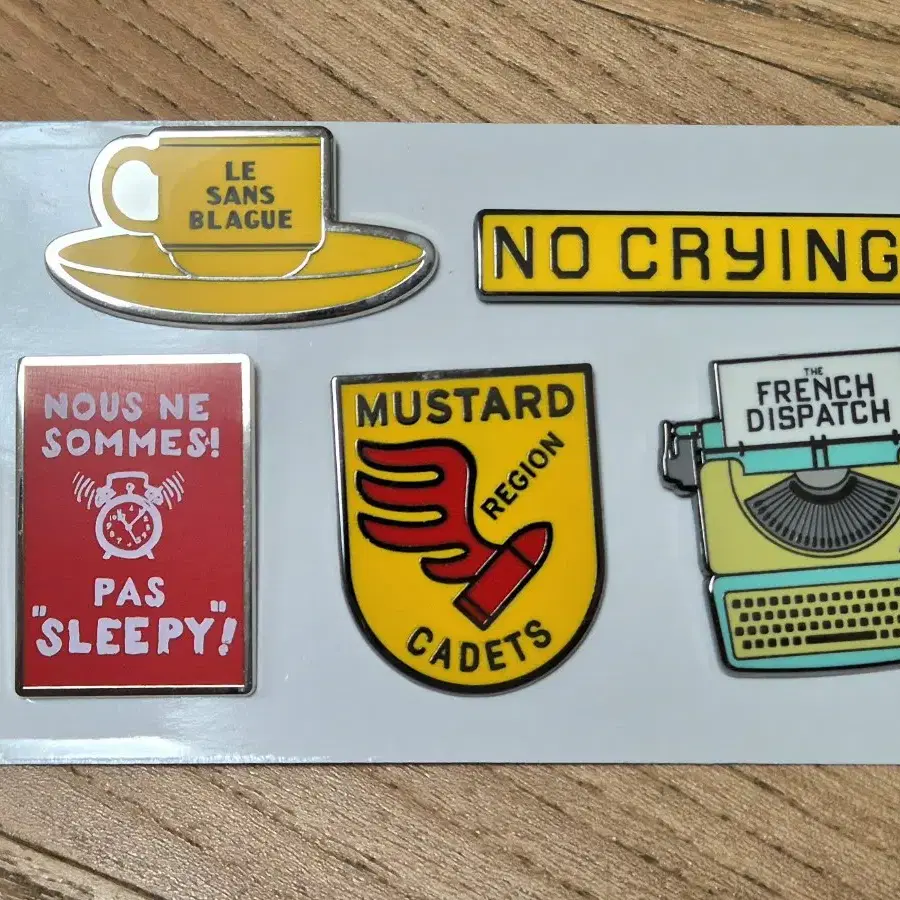 LE
SANS
BLAGUE
NO CRYING
NOUS NE
SOMMES!
PAS
"SLEEPY"!
MUSTARD
REGION
CADETS
THE
FRENCH
DISPATCH